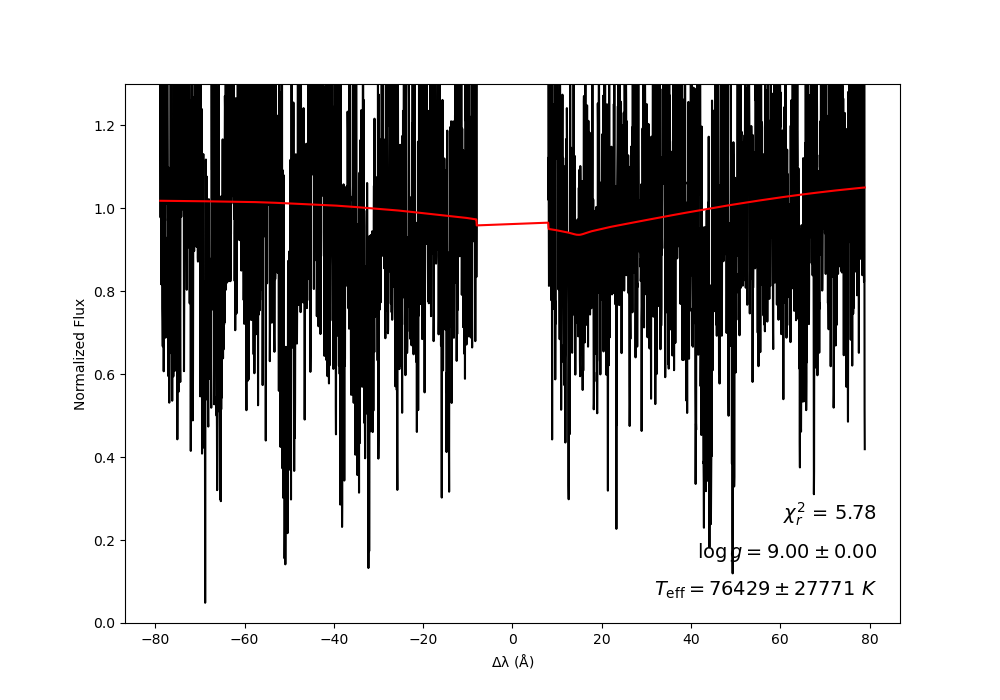 Normalized Flux
1.2
1.0
0.8
0.6
0.4
0.2
0.0
χ²ᵣ = 5.78
log g = 9.00 ± 0.00
T_eff = 76429 ± 27771 K
−80 −60 −40 −20 0 20 40 60 80
Δλ (Å)